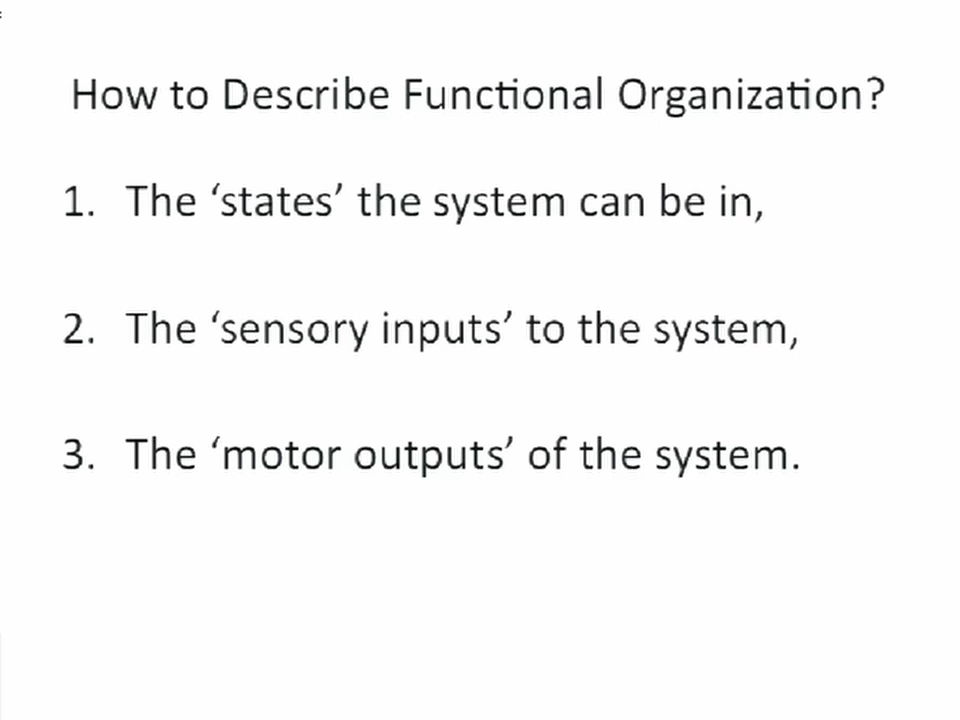 How to Describe Functional Organization?
1. The ‘states’ the system can be in,
2. The ‘sensory inputs’ to the system,
3. The ‘motor outputs’ of the system.